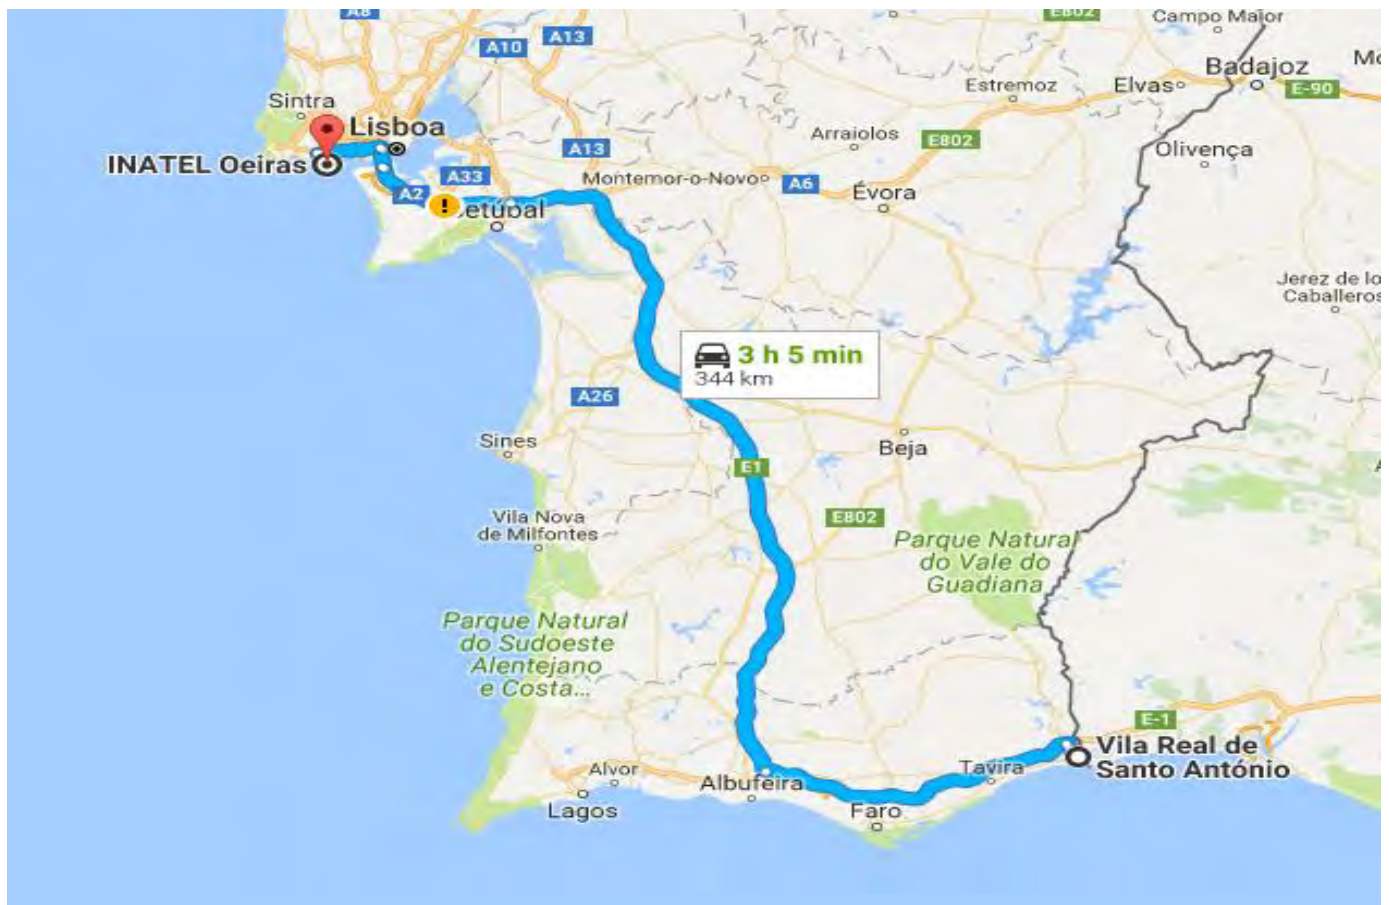 A8
E802
Campo Maior
A10
A13
Badajoz
Estremoz
Elvas
E-90
Sintra
Lisboa
Arraiolos
E802
A13
Olivença
INATEL Oeiras
A33
Montemor-o-Novo
A6
A2
Évora
!
etúbal
Jerez de lo
Caballeros
3 h 5 min
344 km
A26
Sines
Beja
E1
Vila Nova
de Milfontes
E802
Parque Natural
do Vale do
Guadiana
Parque Natural
do Sudoeste
Alentejano
e Costa...
E-1
Vila Real de
Santo António
Alvor
Tavira
Albufeira
Lagos
Faro